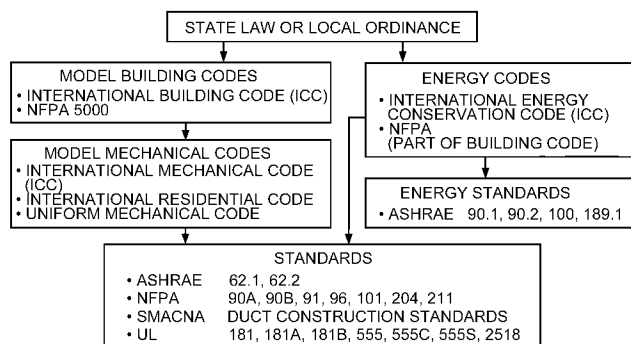 STATE LAW OR LOCAL ORDINANCE
MODEL BUILDING CODES
• INTERNATIONAL BUILDING CODE (ICC)
• NFPA 5000
ENERGY CODES
• INTERNATIONAL ENERGY
CONSERVATION CODE (ICC)
• NFPA
(PART OF BUILDING CODE)
MODEL MECHANICAL CODES
• INTERNATIONAL MECHANICAL CODE
(ICC)
• INTERNATIONAL RESIDENTIAL CODE
• UNIFORM MECHANICAL CODE
ENERGY STANDARDS
• ASHRAE 90.1, 90.2, 100, 189.1
STANDARDS
• ASHRAE 62.1, 62.2
• NFPA 90A, 90B, 91, 96, 101, 204, 211
• SMACNA DUCT CONSTRUCTION STANDARDS
• UL 181, 181A, 181B, 555, 555C, 555S, 2518